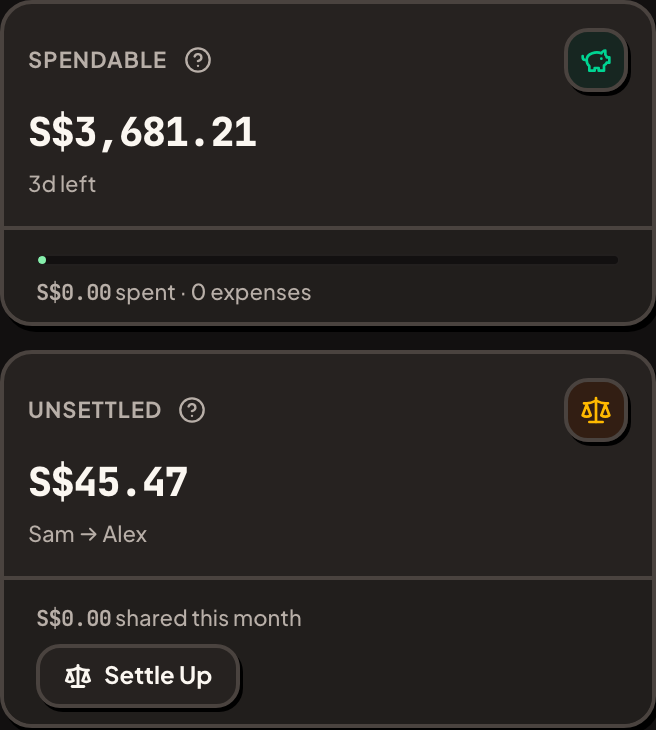 SPENDABLE
S$3,681.21
3d left
S$0.00 spent · 0 expenses
UNSETTLED
S$45.47
Sam → Alex
S$0.00 shared this month
Settle Up